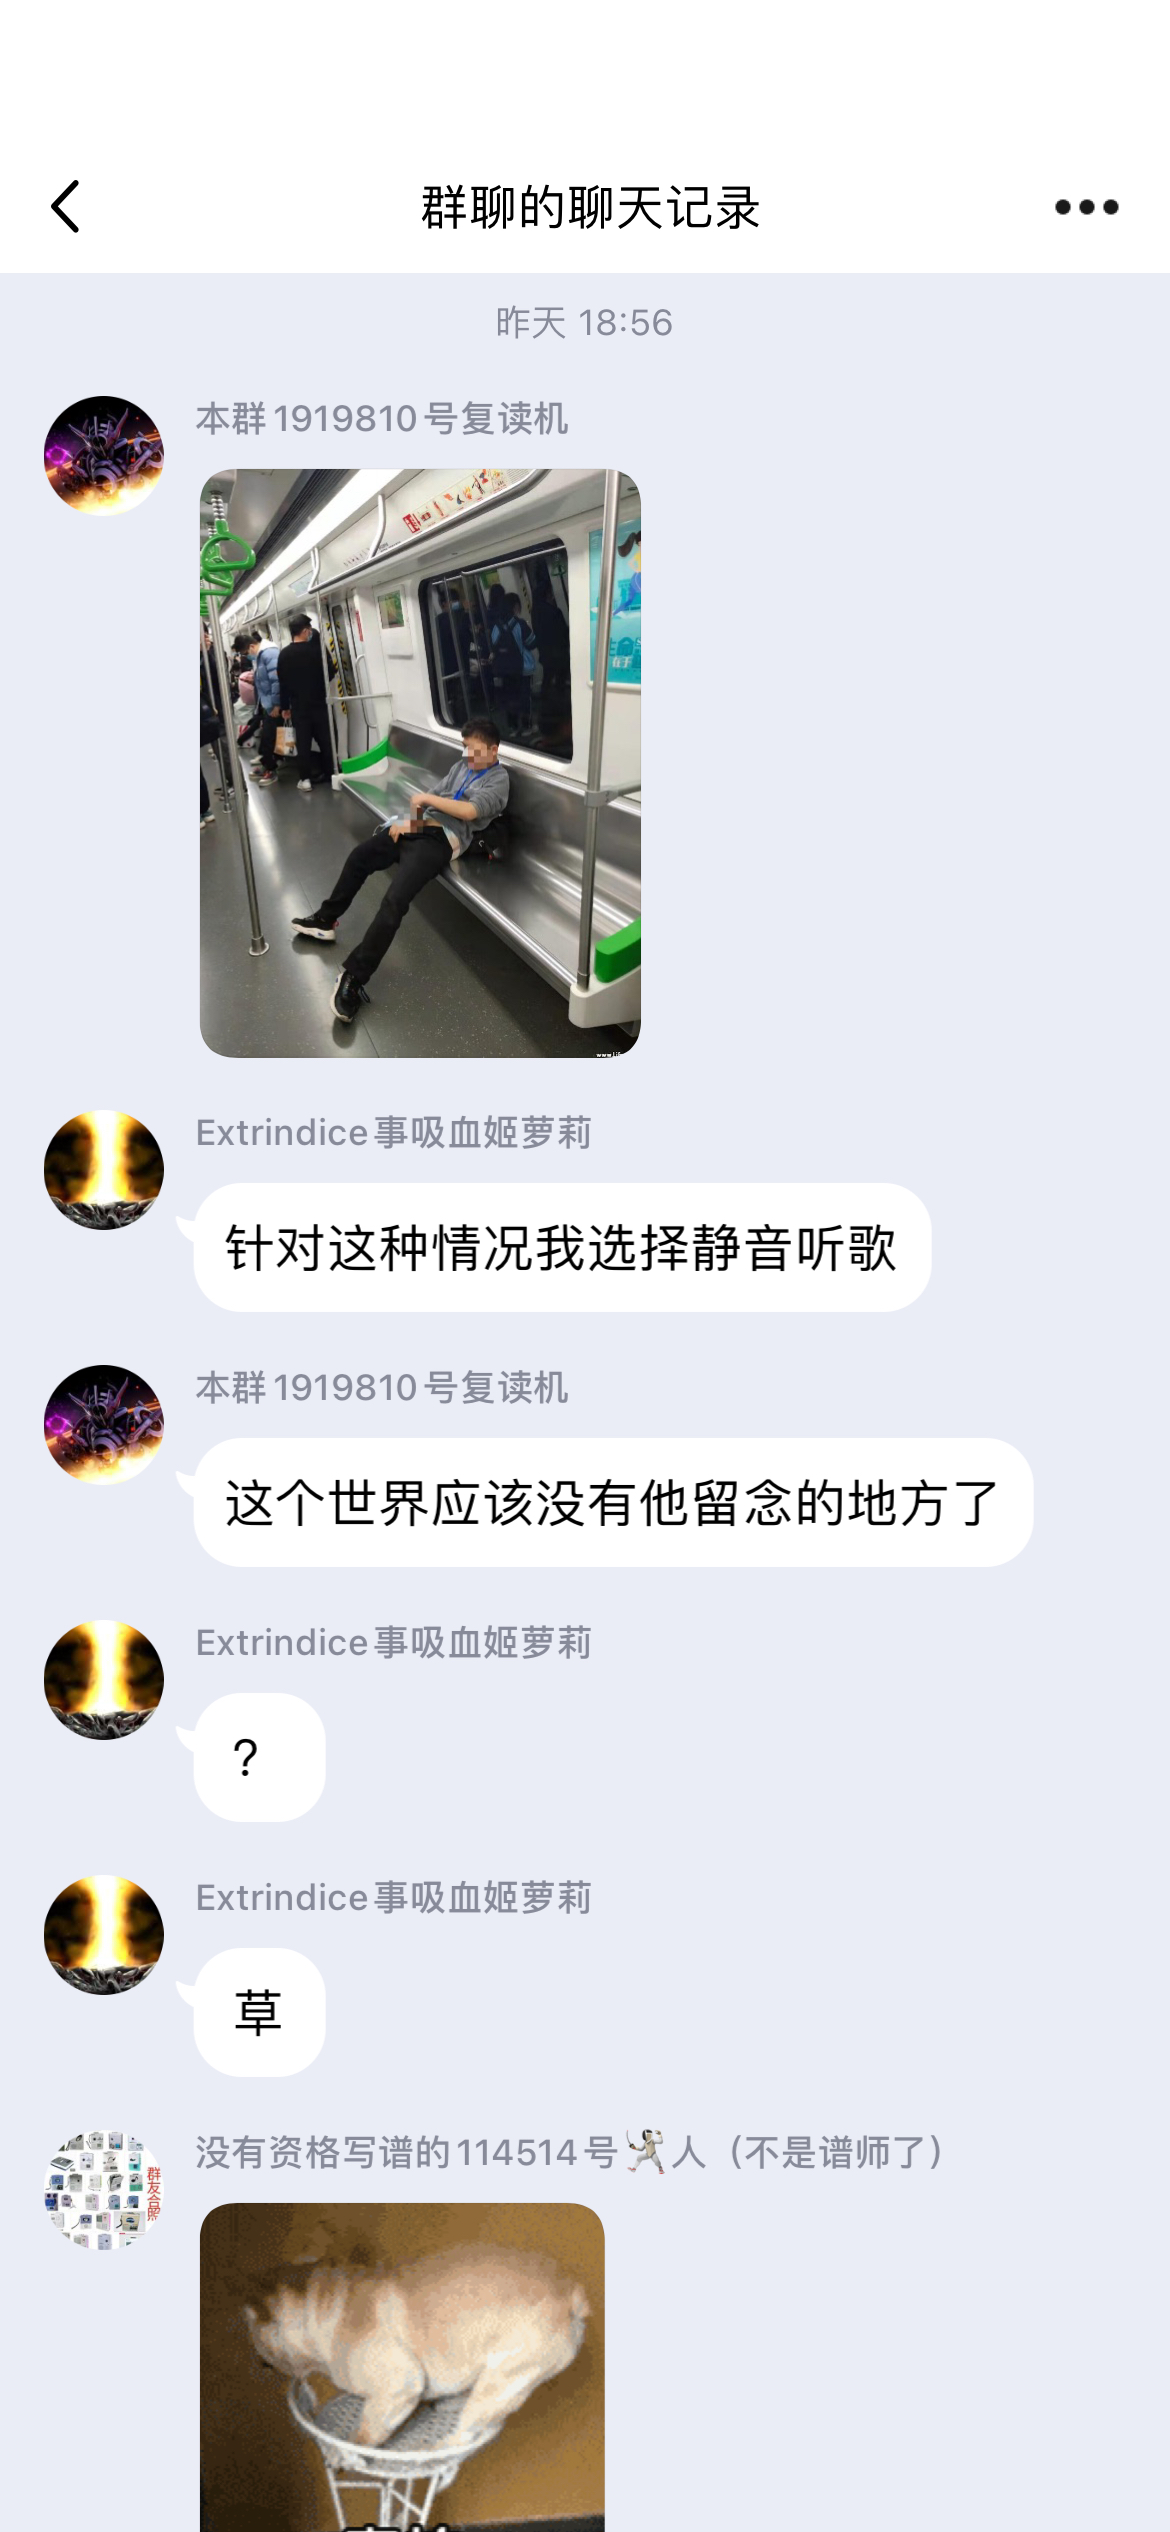 群聊的聊天记录
昨天 18:56
本群1919810号复读机
Extrindice事吸血姬萝莉
针对这种情况我选择静音听歌
本群1919810号复读机
这个世界应该没有他留念的地方了
Extrindice事吸血姬萝莉
?
Extrindice事吸血姬萝莉
草
没有资格写谱的114514号🤺人（不是谱师了）
群友合照